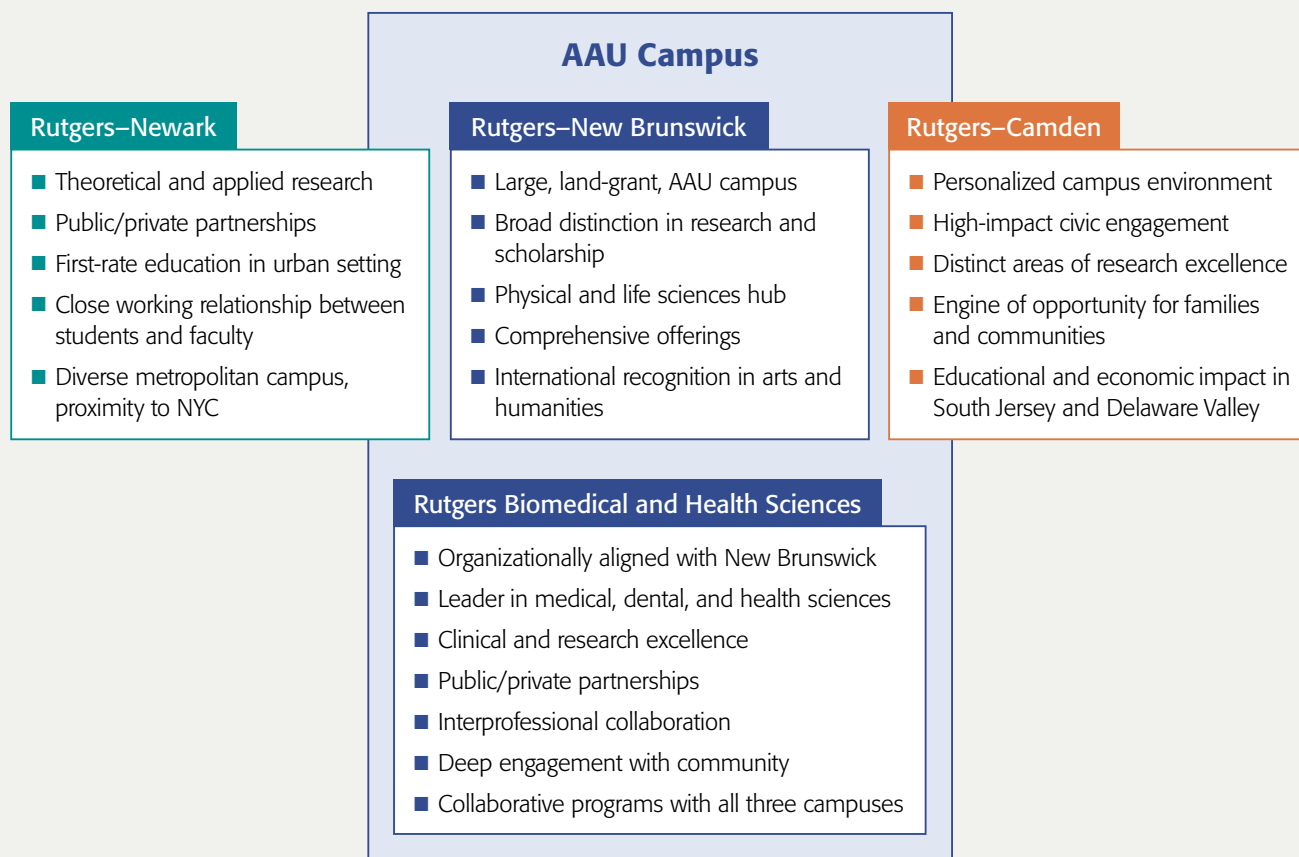 AAU Campus
Rutgers–Newark
Theoretical and applied research
Public/private partnerships
First-rate education in urban setting
Close working relationship between
students and faculty
Diverse metropolitan campus,
proximity to NYC
Rutgers–New Brunswick
Large, land-grant, AAU campus
Broad distinction in research and
scholarship
Physical and life sciences hub
Comprehensive offerings
International recognition in arts and
humanities
Rutgers–Camden
Personalized campus environment
High-impact civic engagement
Distinct areas of research excellence
Engine of opportunity for families
and communities
Educational and economic impact in
South Jersey and Delaware Valley
Rutgers Biomedical and Health Sciences
Organizationally aligned with New Brunswick
Leader in medical, dental, and health sciences
Clinical and research excellence
Public/private partnerships
Interprofessional collaboration
Deep engagement with community
Collaborative programs with all three campuses